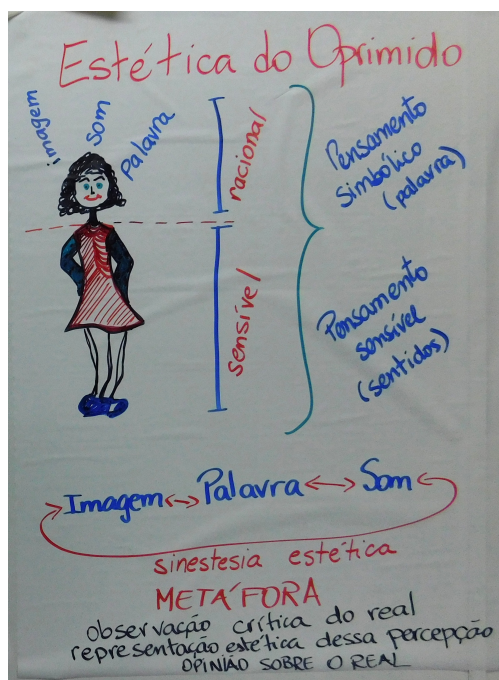 Estética do Oprimido
imagem
som
palavra
racional
sensível
Pensamento
simbólico
(palavra)
Pensamento
sensível
(sentidos)
Imagem Palavra Som
sinestesia estética
METÁFORA
observação crítica do real
representação estética dessa percepção
OPINIÃO SOBRE O REAL